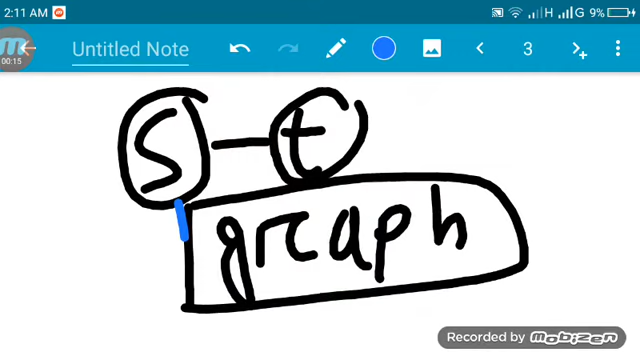 2:11 AM H G 9%
00:15 Untitled Note 3
S — t
graph
Recorded by mobizen